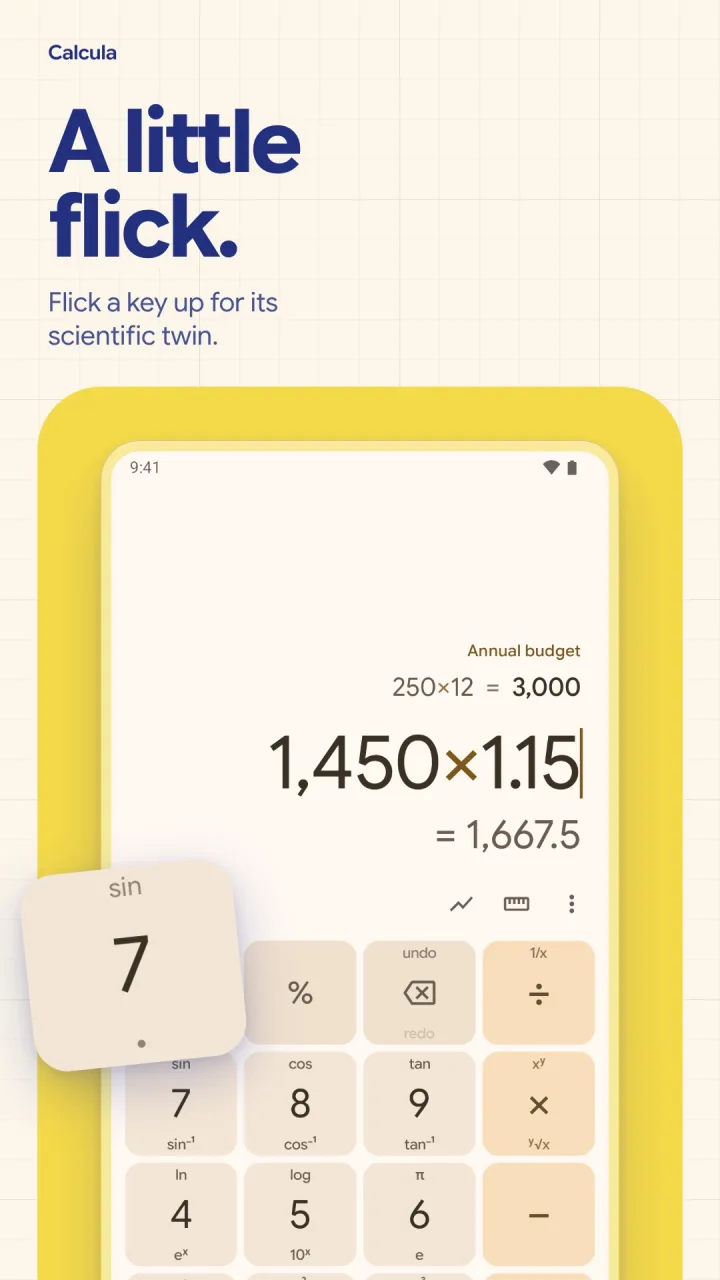 Calcula
A little
flick.
Flick a key up for its
scientific twin.
9:41
Annual budget
250×12 = 3,000
1,450×1.15
= 1,667.5
sin
7
undo
1/x
%
÷
redo
sin
cos
tan
xʸ
7
8
9
×
sin⁻¹
cos⁻¹
tan⁻¹
ʸ√x
ln
log
π
4
5
6
−
eˣ
10ˣ
e